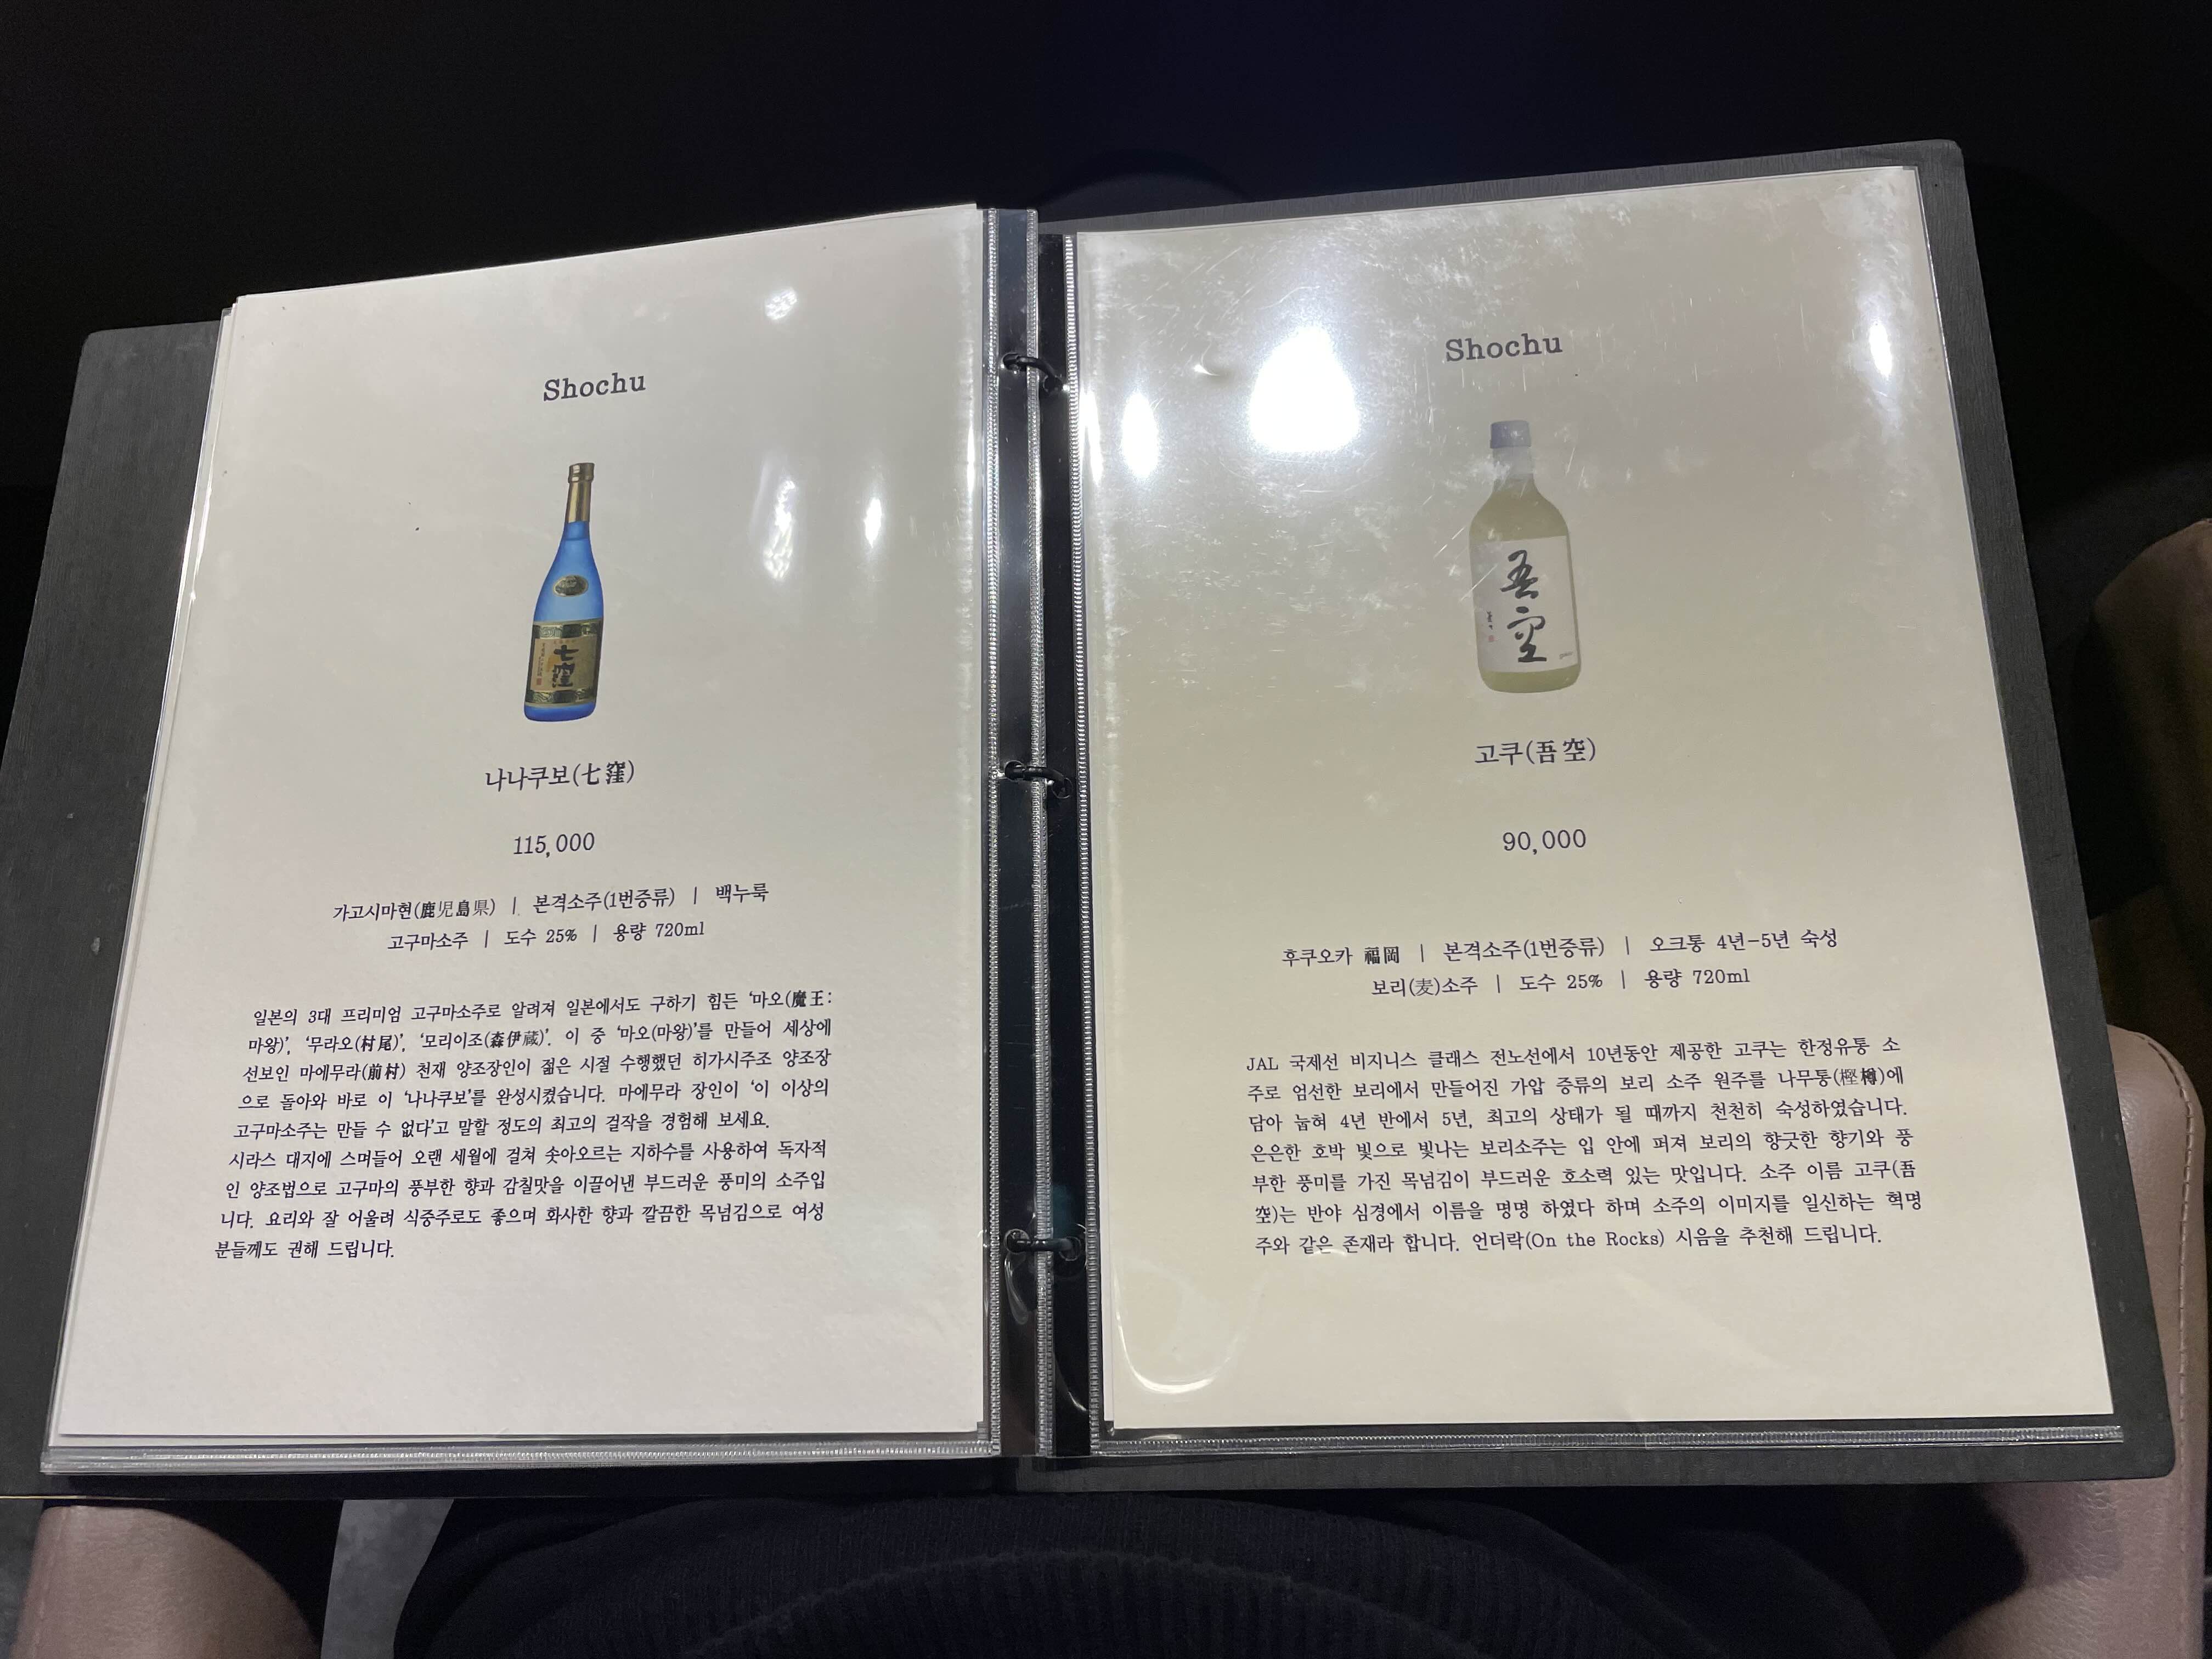 Shochu
七窪
나나쿠보(七窪)
115,000
가고시마현(鹿児島県) | 본격소주(1번증류) | 백누룩
고구마소주 | 도수 25% | 용량 720ml
일본의 3대 프리미엄 고구마소주로 알려져 일본에서도 구하기 힘든 '마오(魔王:
마왕)', '무라오(村尾)', '모리이조(森伊蔵)'. 이 중 '마오(마왕)'를 만들어 세상에
선보인 마에무라(前村) 천재 양조장인이 젊은 시절 수행했던 히가시주조 양조장
으로 돌아와 바로 이 '나나쿠보'를 완성시켰습니다. 마에무라 장인이 '이 이상의
고구마소주는 만들 수 없다'고 말할 정도의 최고의 걸작을 경험해 보세요.
시라스 대지에 스며들어 오랜 세월에 걸쳐 솟아오르는 지하수를 사용하여 독자적
인 양조법으로 고구마의 풍부한 향과 감칠맛을 이끌어낸 부드러운 풍미의 소주입
니다. 요리와 잘 어울려 식중주로도 좋으며 화사한 향과 깔끔한 목넘김으로 여성
분들께도 권해 드립니다.
Shochu
吾空
고쿠(吾空)
90,000
후쿠오카 福岡 | 본격소주(1번증류) | 오크통 4년-5년 숙성
보리(麦)소주 | 도수 25% | 용량 720ml
JAL 국제선 비지니스 클래스 전노선에서 10년동안 제공한 고쿠는 한정유통 소
주로 엄선한 보리에서 만들어진 가압 증류의 보리 소주 원주를 나무통(樫樽)에
담아 눕혀 4년 반에서 5년, 최고의 상태가 될 때까지 천천히 숙성하였습니다.
은은한 호박 빛으로 빛나는 보리소주는 입 안에 퍼져 보리의 향긋한 향기와 풍
부한 풍미를 가진 목넘김이 부드러운 호소력 있는 맛입니다. 소주 이름 고쿠(吾
空)는 반야 심경에서 이름을 명명 하였다 하며 소주의 이미지를 일신하는 혁명
주와 같은 존재라 합니다. 언더락(On the Rocks) 시음을 추천해 드립니다.